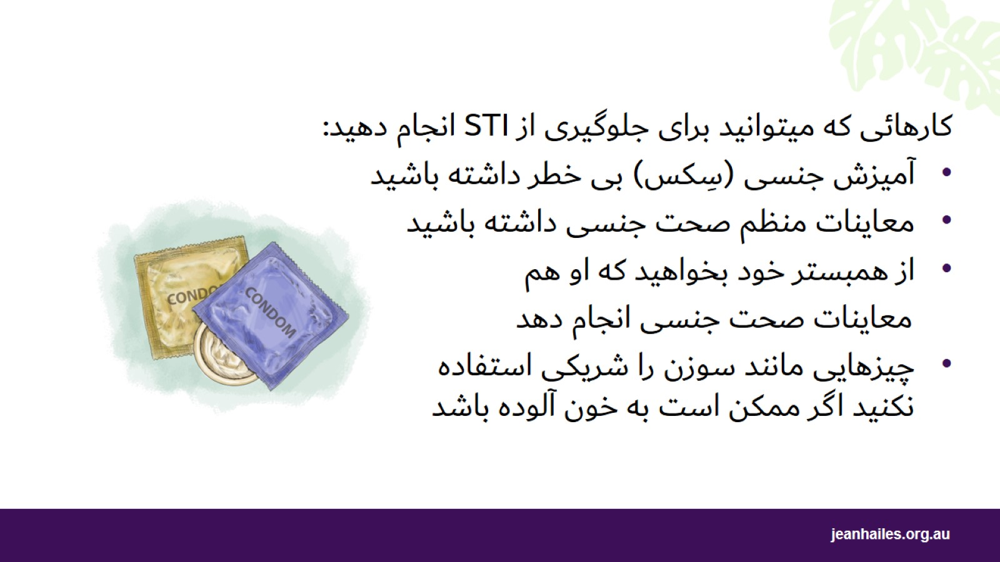 کارهائی که میتوانید برای جلوگیری از STI انجام دهید:
• آمیزش جنسی (سِکس) بی خطر داشته باشید
• معاینات منظم صحت جنسی داشته باشید
• از همبستر خود بخواهید که او هم
معاینات صحت جنسی انجام دهد
• چیزهایی مانند سوزن را شریکی استفاده
نکنید اگر ممکن است به خون آلوده باشد
CONDOM
jeanhailes.org.au